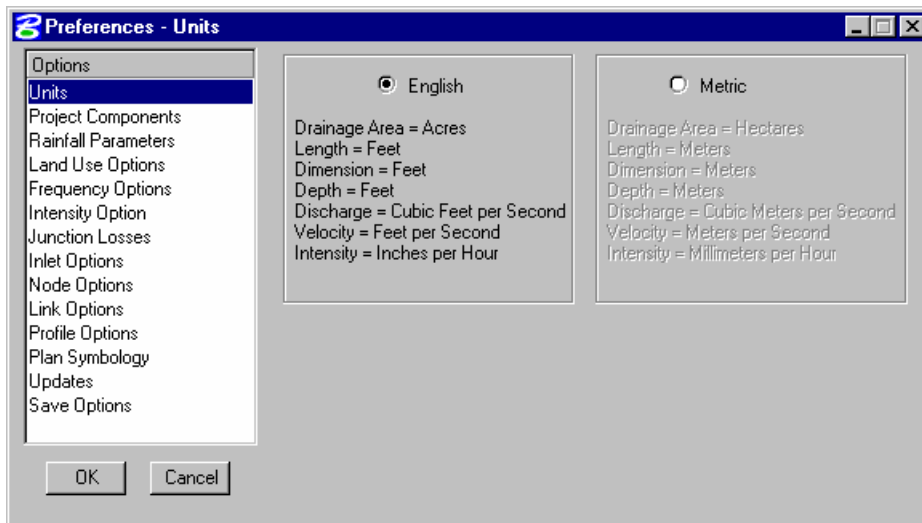 Preferences - Units
Options
Units
Project Components
Rainfall Parameters
Land Use Options
Frequency Options
Intensity Option
Junction Losses
Inlet Options
Node Options
Link Options
Profile Options
Plan Symbology
Updates
Save Options
OK
Cancel
English
Drainage Area = Acres
Length = Feet
Dimension = Feet
Depth = Feet
Discharge = Cubic Feet per Second
Velocity = Feet per Second
Intensity = Inches per Hour
Metric
Drainage Area = Hectares
Length = Meters
Dimension = Meters
Depth = Meters
Discharge = Cubic Meters per Second
Velocity = Meters per Second
Intensity = Millimeters per Hour